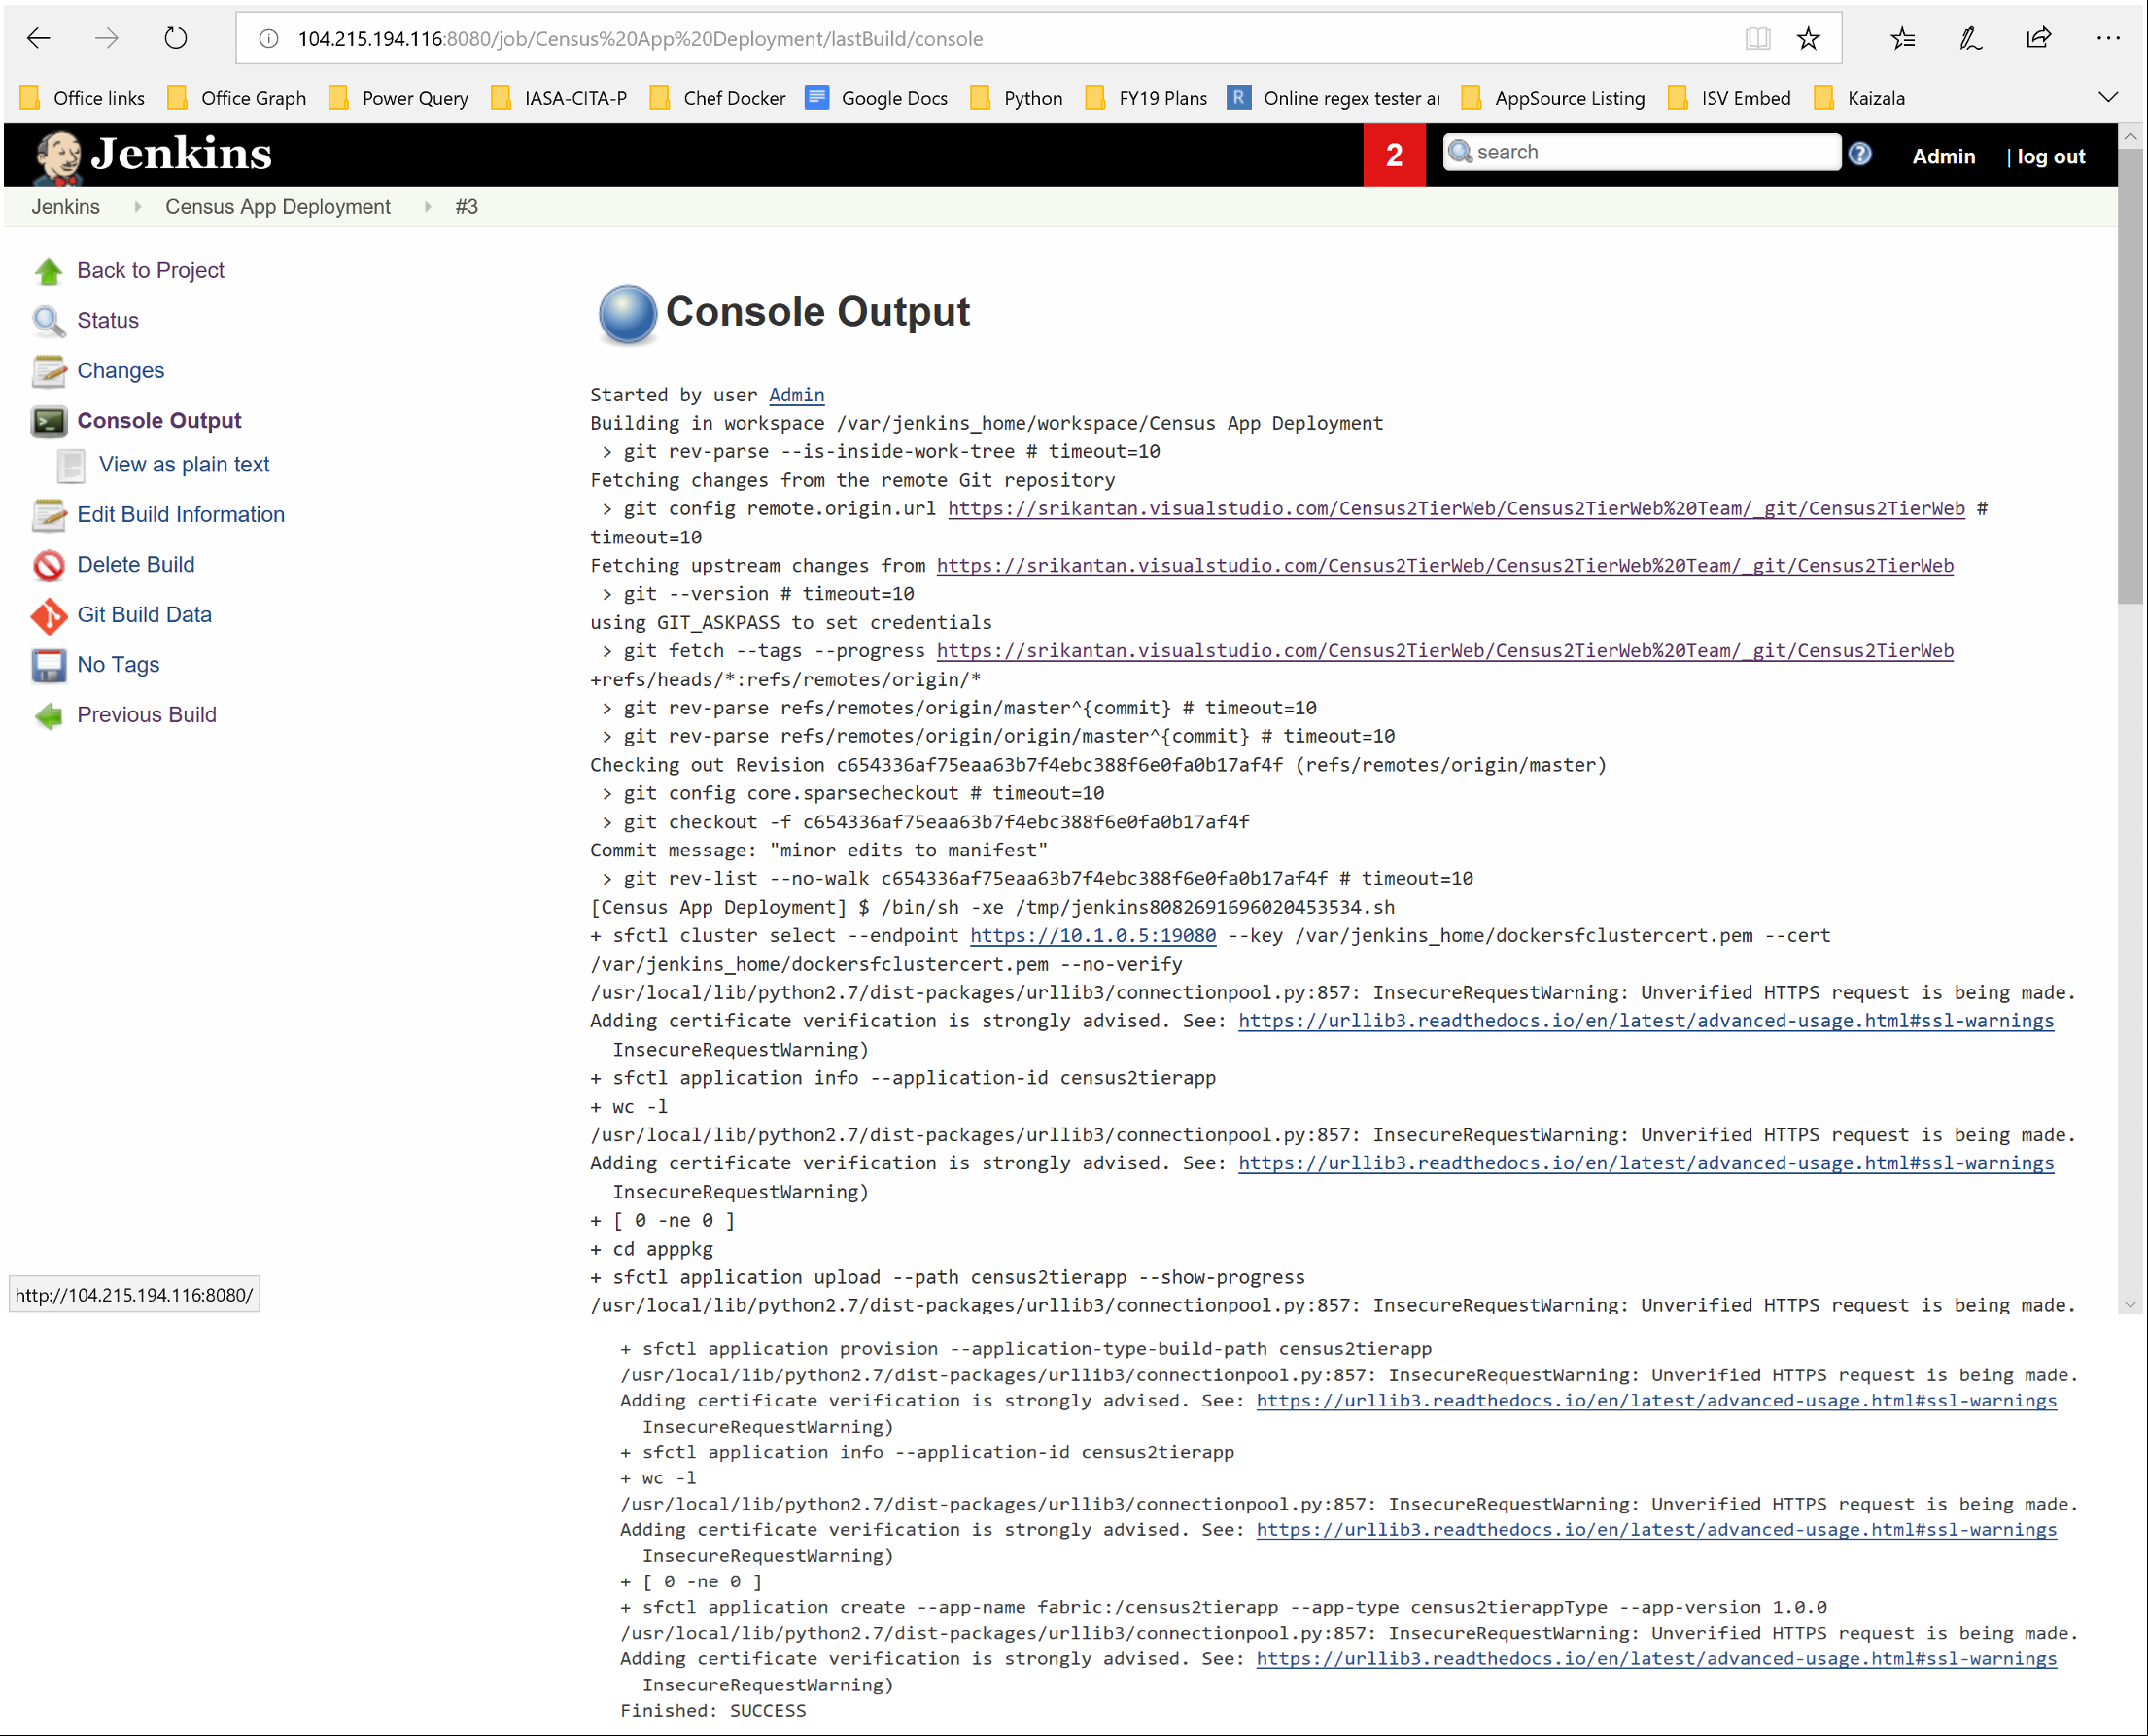 104.215.194.116:8080/job/Census%20App%20Deployment/lastBuild/console
Office links Office Graph Power Query IASA-CITA-P Chef Docker Google Docs Python FY19 Plans R Online regex tester ar AppSource Listing ISV Embed Kaizala
Jenkins 2 search ? Admin | log out
Jenkins Census App Deployment #3
Back to Project
Status
Changes
Console Output
View as plain text
Edit Build Information
Delete Build
Git Build Data
No Tags
Previous Build
Console Output
Started by user Admin
Building in workspace /var/jenkins_home/workspace/Census App Deployment
> git rev-parse --is-inside-work-tree # timeout=10
Fetching changes from the remote Git repository
> git config remote.origin.url https://srikantan.visualstudio.com/Census2TierWeb/Census2TierWeb%20Team/_git/Census2TierWeb #
timeout=10
Fetching upstream changes from https://srikantan.visualstudio.com/Census2TierWeb/Census2TierWeb%20Team/_git/Census2TierWeb
> git --version # timeout=10
using GIT_ASKPASS to set credentials
> git fetch --tags --progress https://srikantan.visualstudio.com/Census2TierWeb/Census2TierWeb%20Team/_git/Census2TierWeb
+refs/heads/*:refs/remotes/origin/*
> git rev-parse refs/remotes/origin/master^{commit} # timeout=10
> git rev-parse refs/remotes/origin/origin/master^{commit} # timeout=10
Checking out Revision c654336af75eaa63b7f4ebc388f6e0fa0b17af4f (refs/remotes/origin/master)
> git config core.sparsecheckout # timeout=10
> git checkout -f c654336af75eaa63b7f4ebc388f6e0fa0b17af4f
Commit message: "minor edits to manifest"
> git rev-list --no-walk c654336af75eaa63b7f4ebc388f6e0fa0b17af4f # timeout=10
[Census App Deployment] $ /bin/sh -xe /tmp/jenkins8082691696020453534.sh
+ sfctl cluster select --endpoint https://10.1.0.5:19080 --key /var/jenkins_home/dockersfclustercert.pem --cert
/var/jenkins_home/dockersfclustercert.pem --no-verify
/usr/local/lib/python2.7/dist-packages/urllib3/connectionpool.py:857: InsecureRequestWarning: Unverified HTTPS request is being made.
Adding certificate verification is strongly advised. See: https://urllib3.readthedocs.io/en/latest/advanced-usage.html#ssl-warnings
InsecureRequestWarning)
+ sfctl application info --application-id census2tierapp
+ wc -l
/usr/local/lib/python2.7/dist-packages/urllib3/connectionpool.py:857: InsecureRequestWarning: Unverified HTTPS request is being made.
Adding certificate verification is strongly advised. See: https://urllib3.readthedocs.io/en/latest/advanced-usage.html#ssl-warnings
InsecureRequestWarning)
+ [ 0 -ne 0 ]
+ cd apppkg
+ sfctl application upload --path census2tierapp --show-progress
/usr/local/lib/python2.7/dist-packages/urllib3/connectionpool.py:857: InsecureRequestWarning: Unverified HTTPS request is being made.
http://104.215.194.116:8080/
+ sfctl application provision --application-type-build-path census2tierapp
/usr/local/lib/python2.7/dist-packages/urllib3/connectionpool.py:857: InsecureRequestWarning: Unverified HTTPS request is being made.
Adding certificate verification is strongly advised. See: https://urllib3.readthedocs.io/en/latest/advanced-usage.html#ssl-warnings
InsecureRequestWarning)
+ sfctl application info --application-id census2tierapp
+ wc -l
/usr/local/lib/python2.7/dist-packages/urllib3/connectionpool.py:857: InsecureRequestWarning: Unverified HTTPS request is being made.
Adding certificate verification is strongly advised. See: https://urllib3.readthedocs.io/en/latest/advanced-usage.html#ssl-warnings
InsecureRequestWarning)
+ [ 0 -ne 0 ]
+ sfctl application create --app-name fabric:/census2tierapp --app-type census2tierappType --app-version 1.0.0
/usr/local/lib/python2.7/dist-packages/urllib3/connectionpool.py:857: InsecureRequestWarning: Unverified HTTPS request is being made.
Adding certificate verification is strongly advised. See: https://urllib3.readthedocs.io/en/latest/advanced-usage.html#ssl-warnings
InsecureRequestWarning)
Finished: SUCCESS